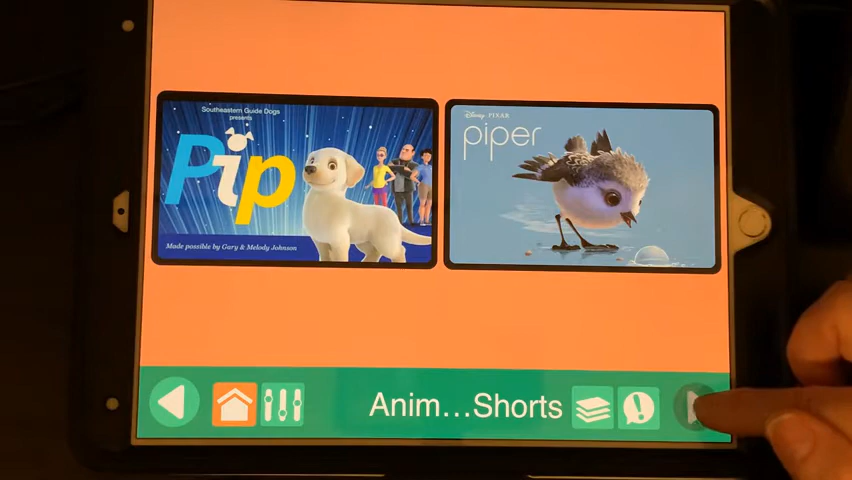 Southeastern Guide Dogs
presents
Pip
Made possible by Gary & Melody Johnson
Disney PIXAR
piper
Anim...Shorts